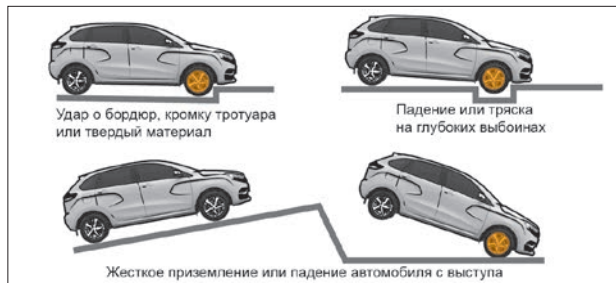 Удар о бордюр, кромку тротуара
или твердый материал
Падение или тряска
на глубоких выбоинах
Жесткое приземление или падение автомобиля с выступа